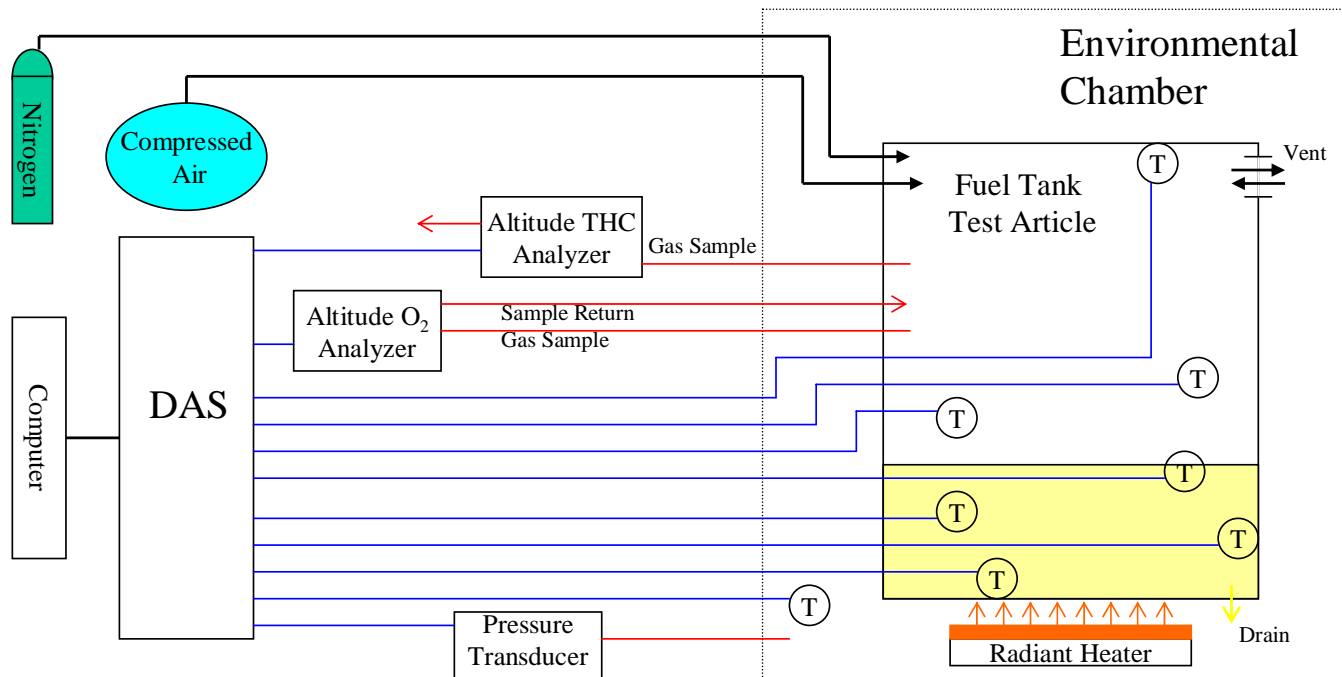 Environmental
Chamber
Nitrogen
Compressed
Air
Vent
Fuel Tank
Test Article
T
Altitude THC
Analyzer
Gas Sample
Altitude O₂
Analyzer
Sample Return
Gas Sample
Computer
DAS
T
T
T
T
T
T
T
Pressure
Transducer
Radiant Heater
Drain